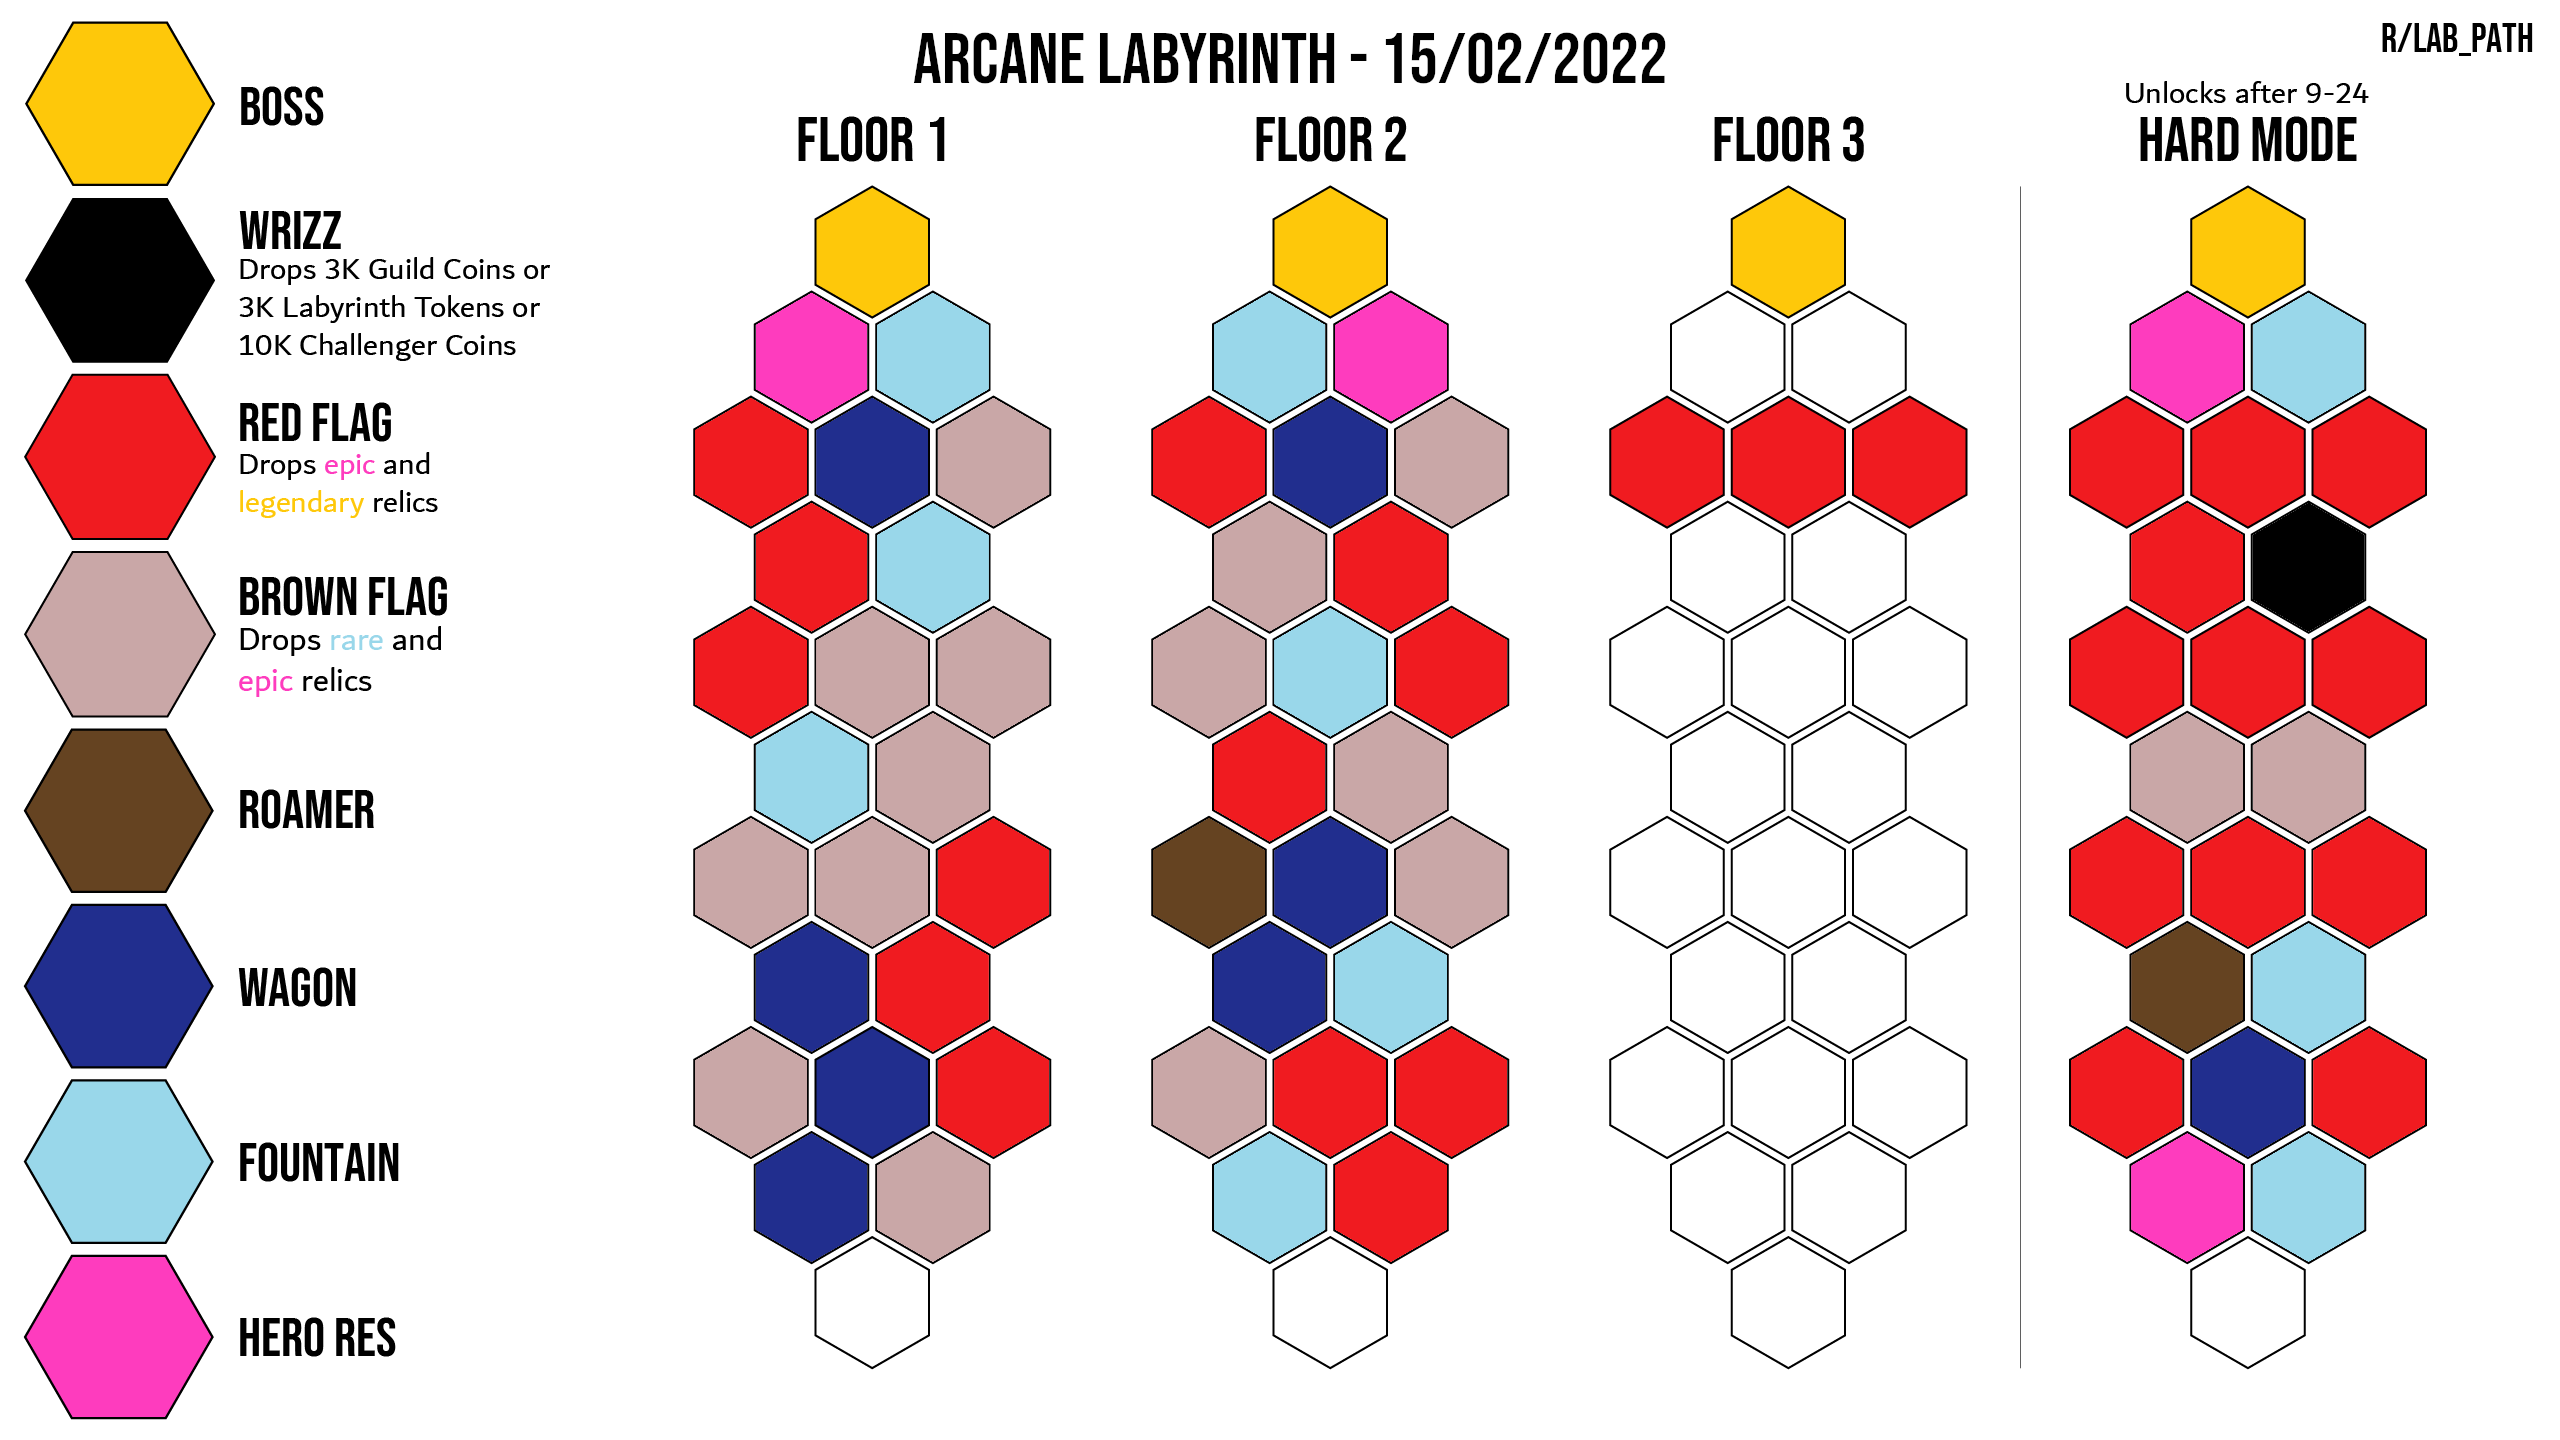 ARCANE LABYRINTH - 15/02/2022
R/LAB_PATH
BOSS
WRIZZ
Drops 3K Guild Coins or
3K Labyrinth Tokens or
10K Challenger Coins
RED FLAG
Drops epic and
legendary relics
BROWN FLAG
Drops rare and
epic relics
ROAMER
WAGON
FOUNTAIN
HERO RES
FLOOR 1
FLOOR 2
FLOOR 3
Unlocks after 9-24
HARD MODE